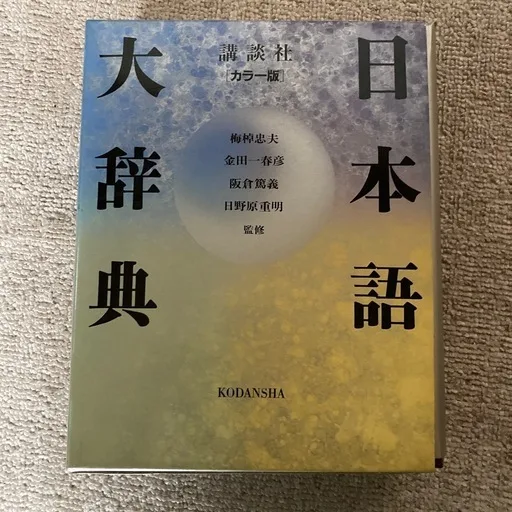 講談社
[カラー版]
日本語
大辞典
梅棹忠夫
金田一春彦
阪倉篤義
日野原重明
監修
KODANSHA